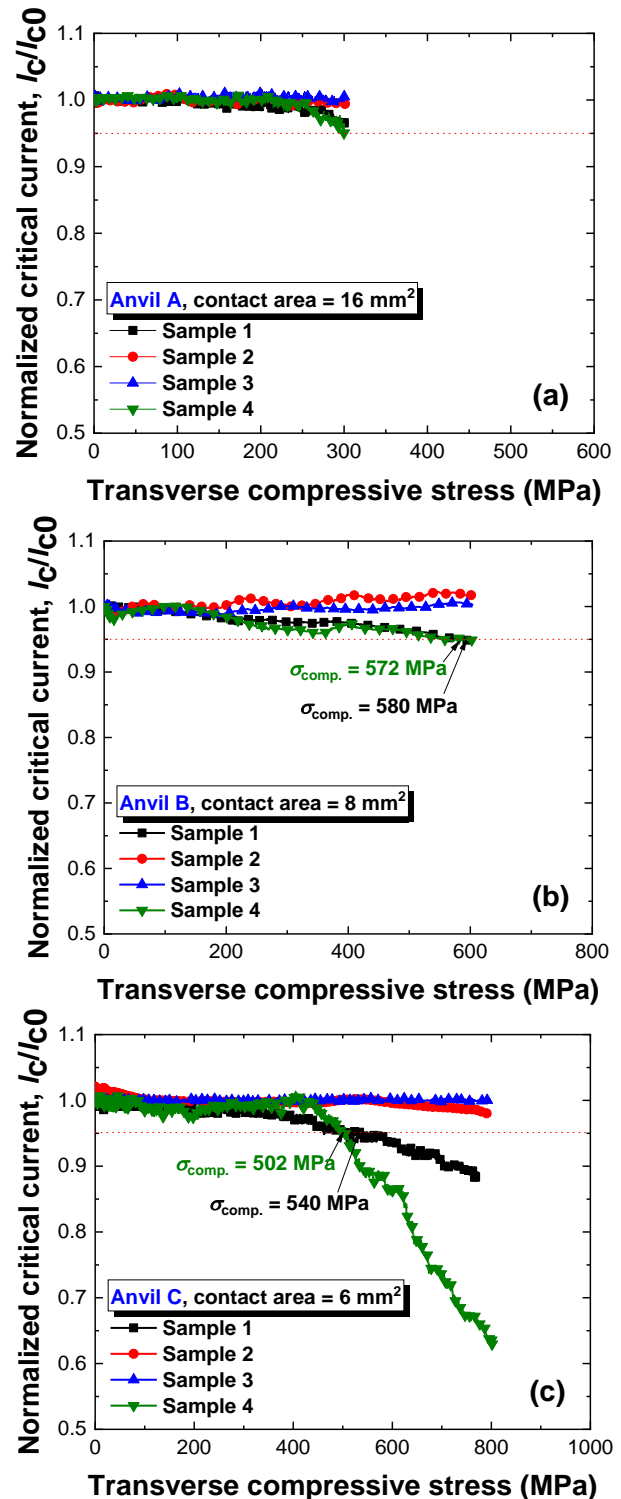 1.1
1.0
0.9
0.8
0.7
0.6
0.5
Normalized critical current, Ic/Ic0
Anvil A, contact area = 16 mm²
Sample 1
Sample 2
Sample 3
Sample 4
(a)
0 100 200 300 400 500 600
Transverse compressive stress (MPa)
1.1
1.0
0.9
0.8
0.7
0.6
0.5
Normalized critical current, Ic/Ic0
σcomp. = 572 MPa
σcomp. = 580 MPa
Anvil B, contact area = 8 mm²
Sample 1
Sample 2
Sample 3
Sample 4
(b)
0 200 400 600 800
Transverse compressive stress (MPa)
1.1
1.0
0.9
0.8
0.7
0.6
0.5
Normalized critical current, Ic/Ic0
σcomp. = 502 MPa
σcomp. = 540 MPa
Anvil C, contact area = 6 mm²
Sample 1
Sample 2
Sample 3
Sample 4
(c)
0 200 400 600 800 1000
Transverse compressive stress (MPa)